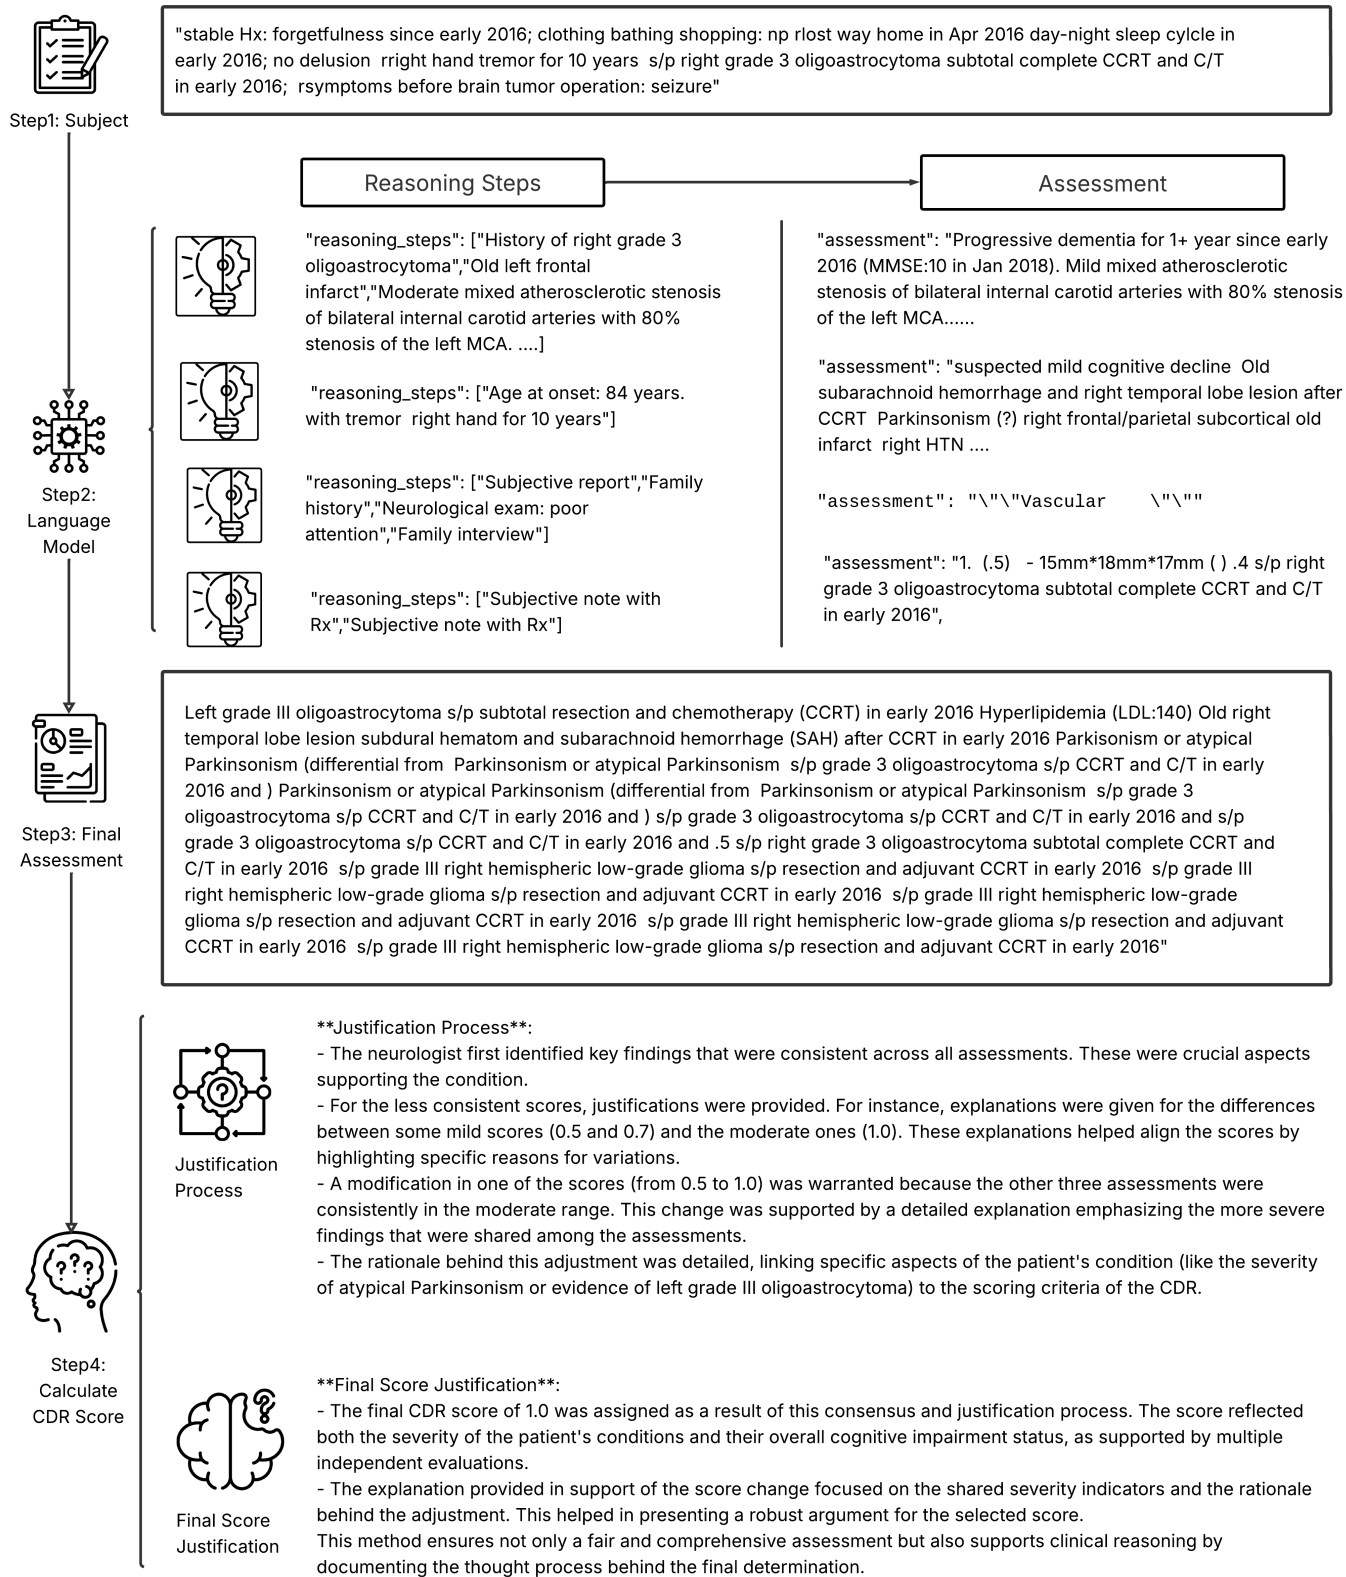 "stable Hx: forgetfulness since early 2016; clothing bathing shopping: np rlost way home in Apr 2016 day-night sleep cylcle in
early 2016; no delusion  rright hand tremor for 10 years  s/p right grade 3 oligoastrocytoma subtotal complete CCRT and C/T
in early 2016;  rsymptoms before brain tumor operation: seizure"
Step1: Subject
Reasoning Steps
Assessment
"reasoning_steps": ["History of right grade 3
oligoastrocytoma","Old left frontal
infarct","Moderate mixed atherosclerotic stenosis
of bilateral internal carotid arteries with 80%
stenosis of the left MCA. ....]
"reasoning_steps": ["Age at onset: 84 years.
with tremor  right hand for 10 years"]
"reasoning_steps": ["Subjective report","Family
history","Neurological exam: poor
attention","Family interview"]
"reasoning_steps": ["Subjective note with
Rx","Subjective note with Rx"]
"assessment": "Progressive dementia for 1+ year since early
2016 (MMSE:10 in Jan 2018). Mild mixed atherosclerotic
stenosis of bilateral internal carotid arteries with 80% stenosis
of the left MCA......
"assessment": "suspected mild cognitive decline  Old
subarachnoid hemorrhage and right temporal lobe lesion after
CCRT  Parkinsonism (?) right frontal/parietal subcortical old
infarct  right HTN ....
"assessment": "\"\"Vascular    \"\""
"assessment": "1.  (.5)   - 15mm*18mm*17mm ( ) .4 s/p right
grade 3 oligoastrocytoma subtotal complete CCRT and C/T
in early 2016",
Step2:
Language
Model
Left grade III oligoastrocytoma s/p subtotal resection and chemotherapy (CCRT) in early 2016 Hyperlipidemia (LDL:140) Old right
temporal lobe lesion subdural hematom and subarachnoid hemorrhage (SAH) after CCRT in early 2016 Parkisonism or atypical
Parkinsonism (differential from  Parkinsonism or atypical Parkinsonism  s/p grade 3 oligoastrocytoma s/p CCRT and C/T in early
2016 and ) Parkinsonism or atypical Parkinsonism (differential from  Parkinsonism or atypical Parkinsonism  s/p grade 3
oligoastrocytoma s/p CCRT and C/T in early 2016 and ) s/p grade 3 oligoastrocytoma s/p CCRT and C/T in early 2016 and s/p
grade 3 oligoastrocytoma s/p CCRT and C/T in early 2016 and .5 s/p right grade 3 oligoastrocytoma subtotal complete CCRT and
C/T in early 2016  s/p grade III right hemispheric low-grade glioma s/p resection and adjuvant CCRT in early 2016  s/p grade III
right hemispheric low-grade glioma s/p resection and adjuvant CCRT in early 2016  s/p grade III right hemispheric low-grade
glioma s/p resection and adjuvant CCRT in early 2016  s/p grade III right hemispheric low-grade glioma s/p resection and adjuvant
CCRT in early 2016  s/p grade III right hemispheric low-grade glioma s/p resection and adjuvant CCRT in early 2016"
Step3: Final
Assessment
**Justification Process**:
- The neurologist first identified key findings that were consistent across all assessments. These were crucial aspects
supporting the condition.
- For the less consistent scores, justifications were provided. For instance, explanations were given for the differences
between some mild scores (0.5 and 0.7) and the moderate ones (1.0). These explanations helped align the scores by
highlighting specific reasons for variations.
- A modification in one of the scores (from 0.5 to 1.0) was warranted because the other three assessments were
consistently in the moderate range. This change was supported by a detailed explanation emphasizing the more severe
findings that were shared among the assessments.
- The rationale behind this adjustment was detailed, linking specific aspects of the patient's condition (like the severity
of atypical Parkinsonism or evidence of left grade III oligoastrocytoma) to the scoring criteria of the CDR.
Justification
Process
Step4:
Calculate
CDR Score
**Final Score Justification**:
- The final CDR score of 1.0 was assigned as a result of this consensus and justification process. The score reflected
both the severity of the patient's conditions and their overall cognitive impairment status, as supported by multiple
independent evaluations.
- The explanation provided in support of the score change focused on the shared severity indicators and the rationale
behind the adjustment. This helped in presenting a robust argument for the selected score.
This method ensures not only a fair and comprehensive assessment but also supports clinical reasoning by
documenting the thought process behind the final determination.
Final Score
Justification